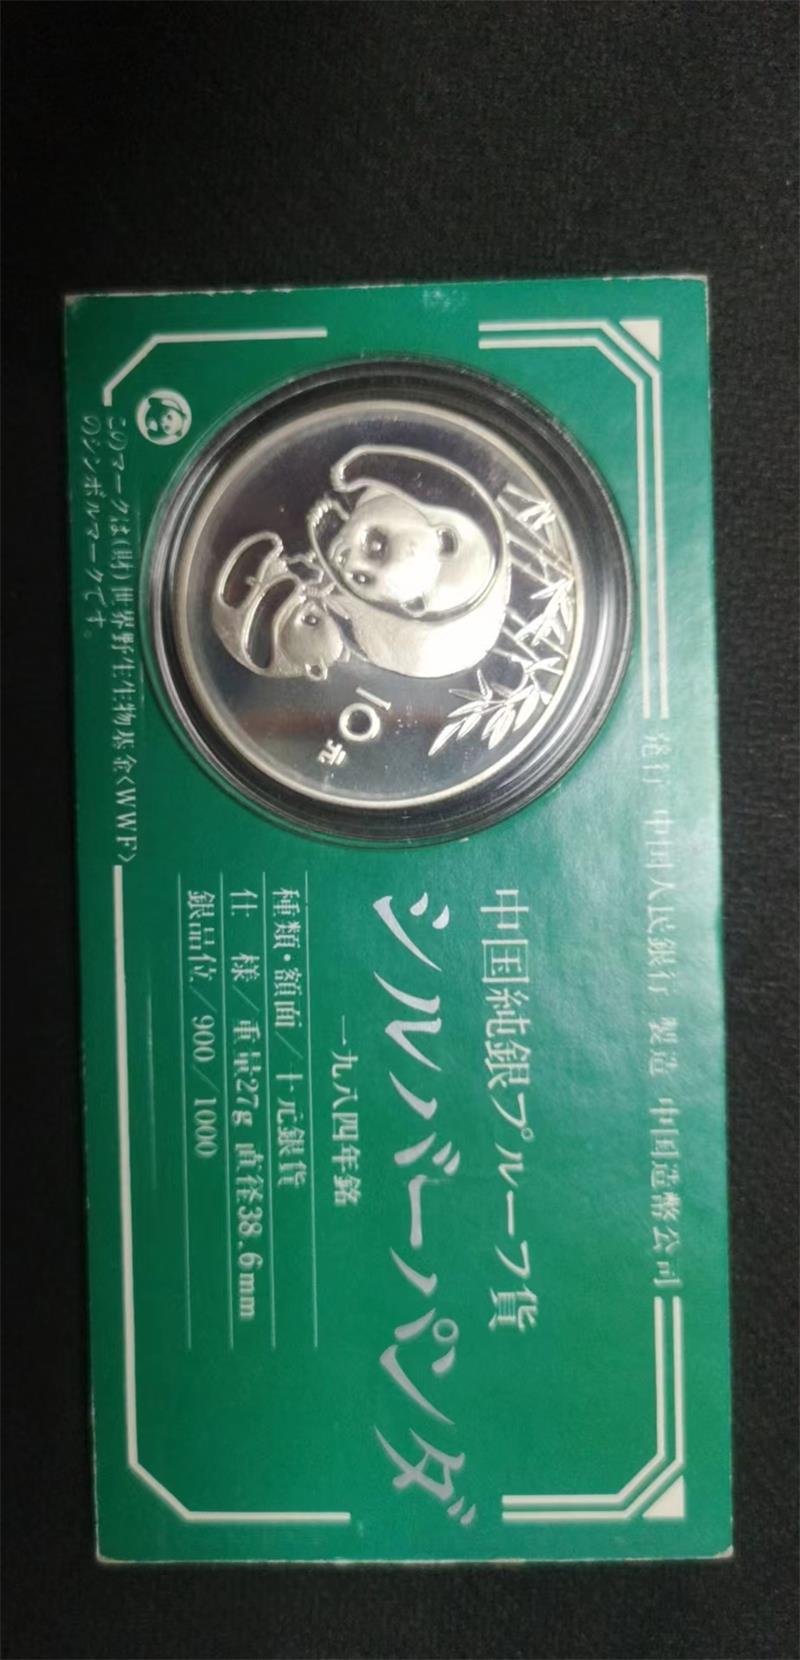 発行 中国人民銀行 製造 中国造幣公司
中国純銀プルーフ貨
シルバーパンダ
一九八四年銘
種類・額面/十元銀貨
仕 様/重量27g 直径38.6mm
銀品位/900/1000
10元
このマークは(財)世界野生生物基金〈WWF〉
のシンボルマークです。